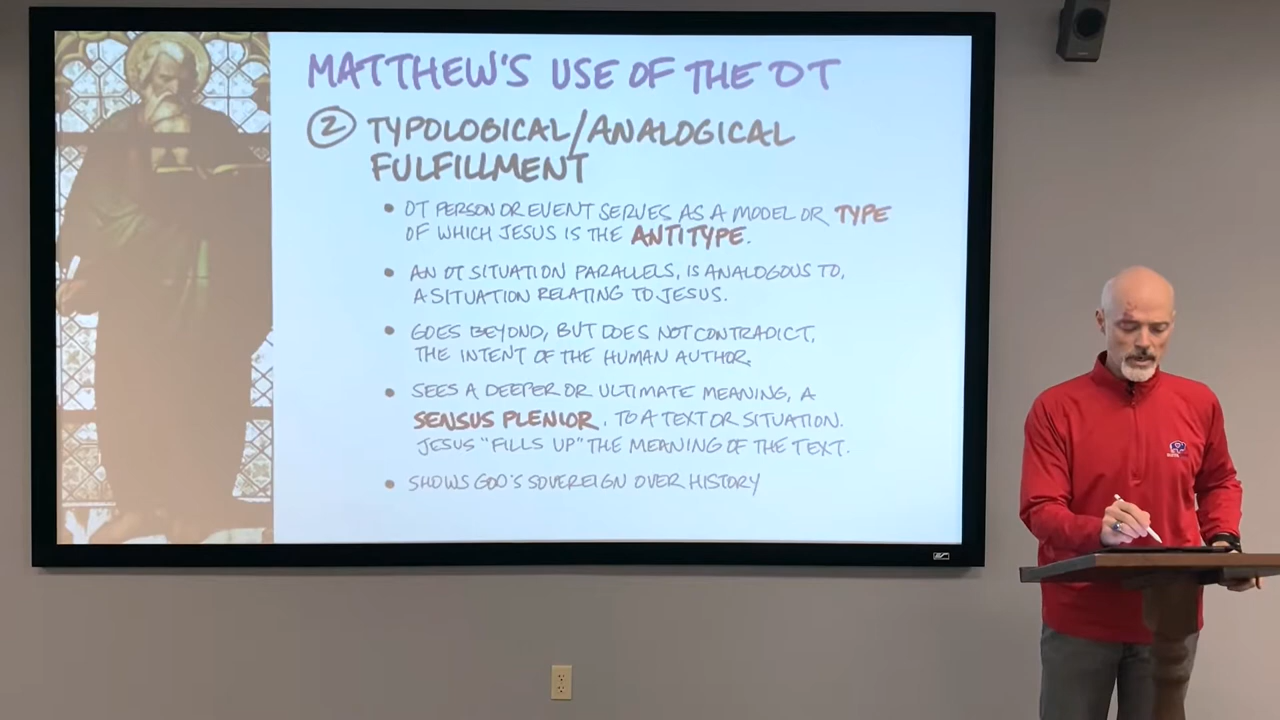 MATTHEW'S USE OF THE OT
② TYPOLOGICAL/ANALOGICAL
FULFILLMENT
• OT PERSON OR EVENT SERVES AS A MODEL OR TYPE
OF WHICH JESUS IS THE ANTITYPE.
• AN OT SITUATION PARALLELS, IS ANALOGOUS TO,
A SITUATION RELATING TO JESUS.
• GOES BEYOND, BUT DOES NOT CONTRADICT,
THE INTENT OF THE HUMAN AUTHOR.
• SEES A DEEPER OR ULTIMATE MEANING, A
SENSUS PLENIOR, TO A TEXT OR SITUATION.
JESUS "FILLS UP" THE MEANING OF THE TEXT.
• SHOWS GOD'S SOVEREIGN OVER HISTORY